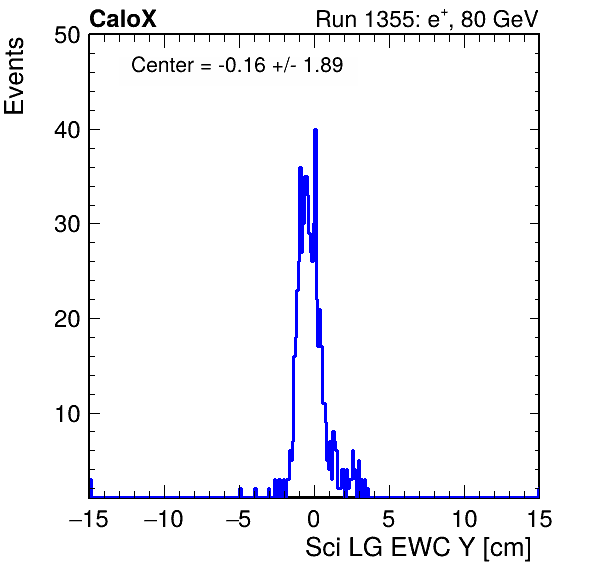 CaloX Run 1355: e⁺, 80 GeV
Events
Center = -0.16 +/- 1.89
50
40
30
20
10
−15 −10 −5 0 5 10 15
Sci LG EWC Y [cm]